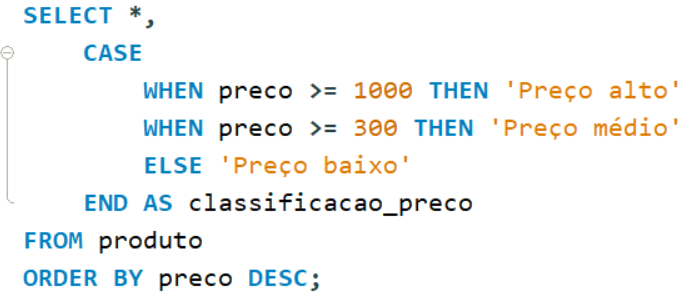 SELECT *,
CASE
WHEN preco >= 1000 THEN 'Preço alto'
WHEN preco >= 300 THEN 'Preço médio'
ELSE 'Preço baixo'
END AS classificacao_preco
FROM produto
ORDER BY preco DESC;